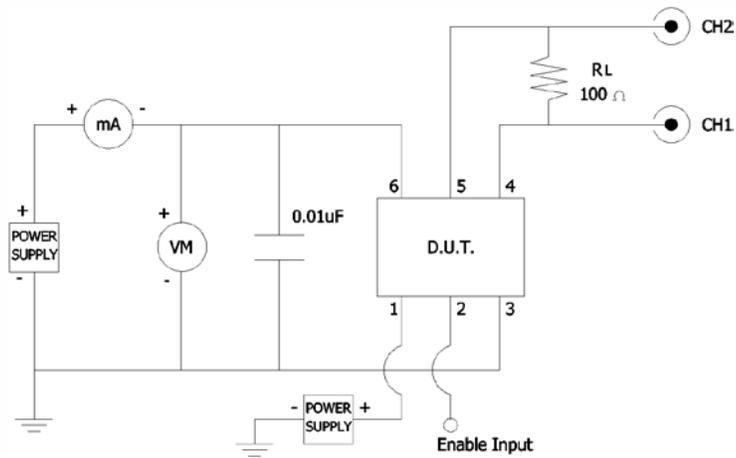 CH2
RL
100 Ω
CH1
+ mA -
6 5 4
+
POWER
SUPPLY
-
+
VM
-
0.01uF
D.U.T.
1 2 3
- POWER
SUPPLY +
Enable Input